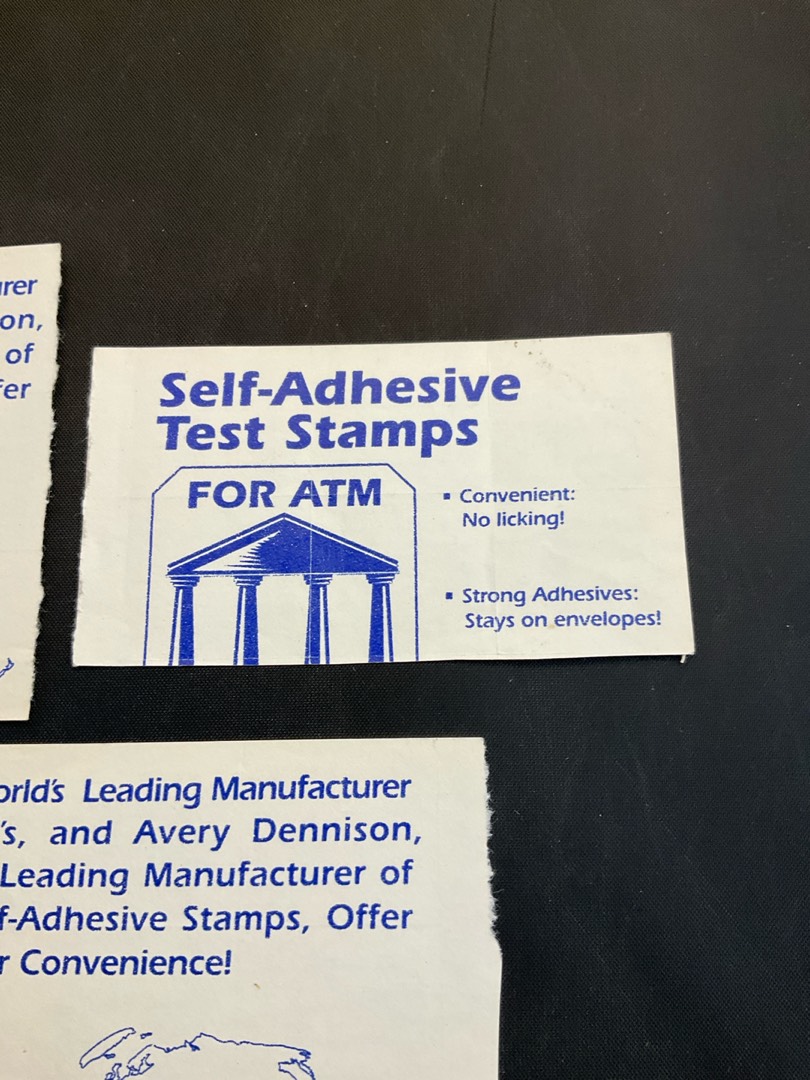 rer
on,
of
fer
Self-Adhesive
Test Stamps
FOR ATM
▪ Convenient:
No licking!
▪ Strong Adhesives:
Stays on envelopes!
orld's Leading Manufacturer
's, and Avery Dennison,
Leading Manufacturer of
f-Adhesive Stamps, Offer
r Convenience!